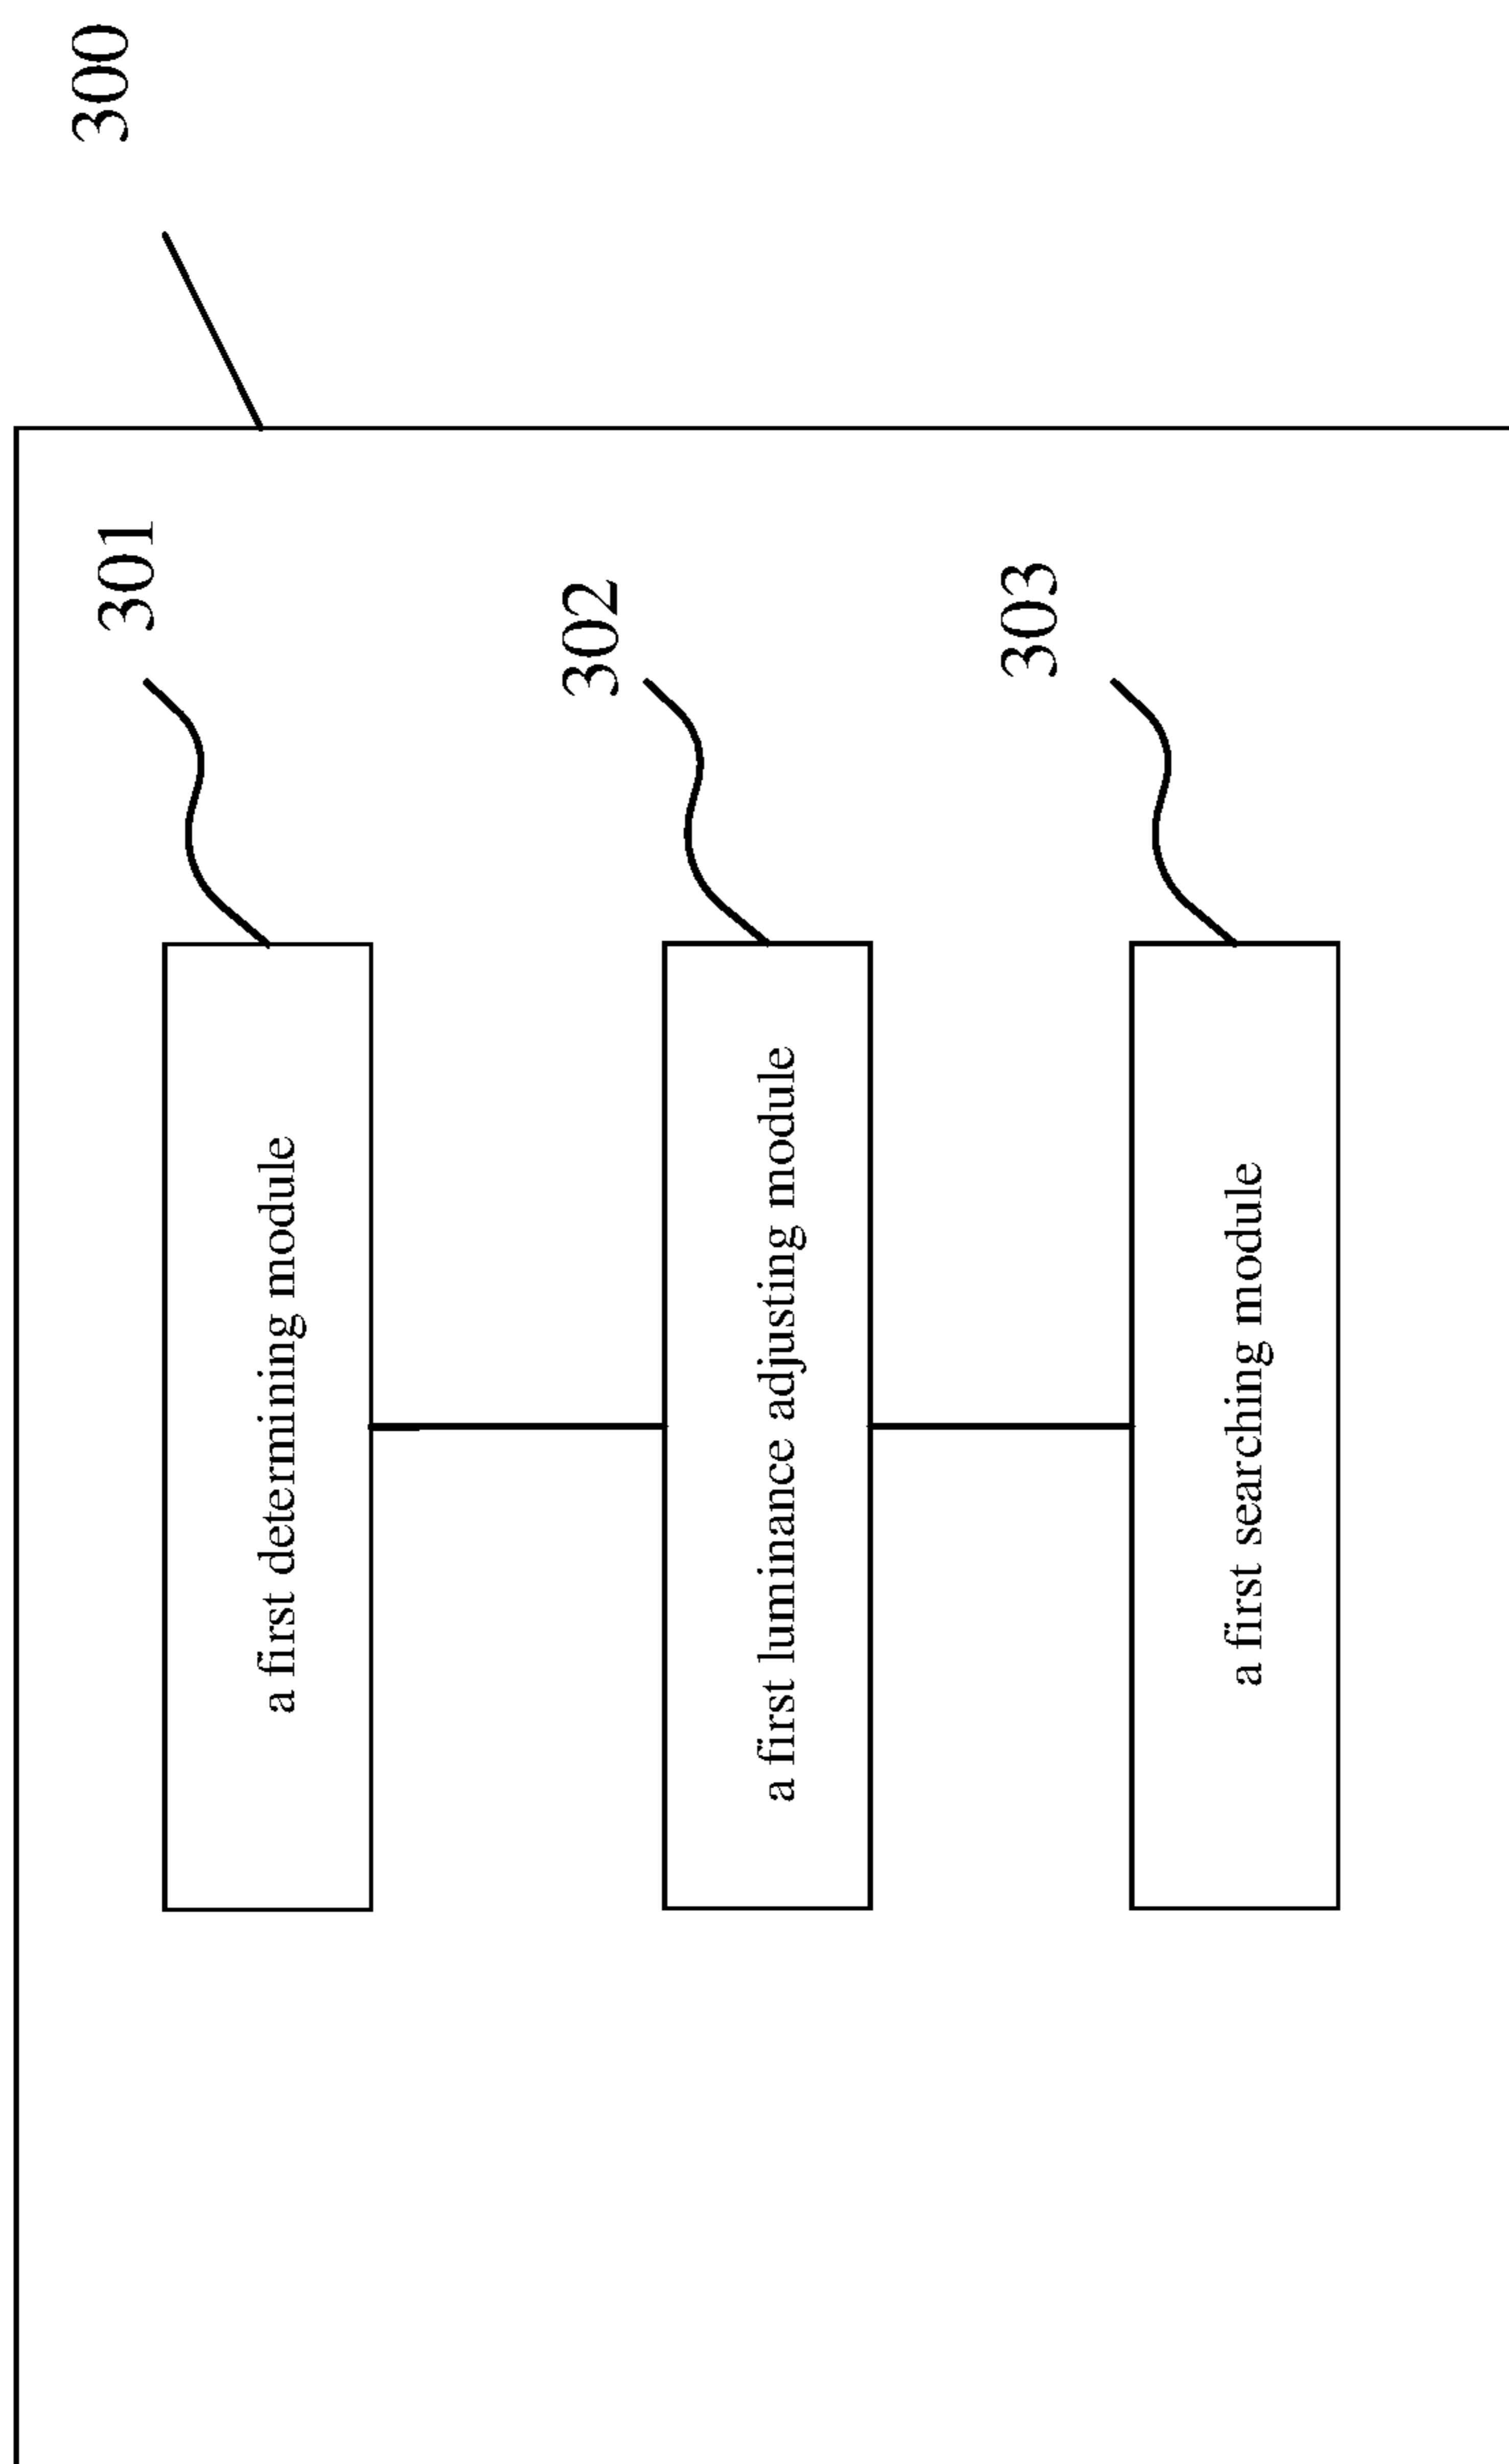 300
301
a first determining module
302
a first luminance adjusting module
303
a first searching module